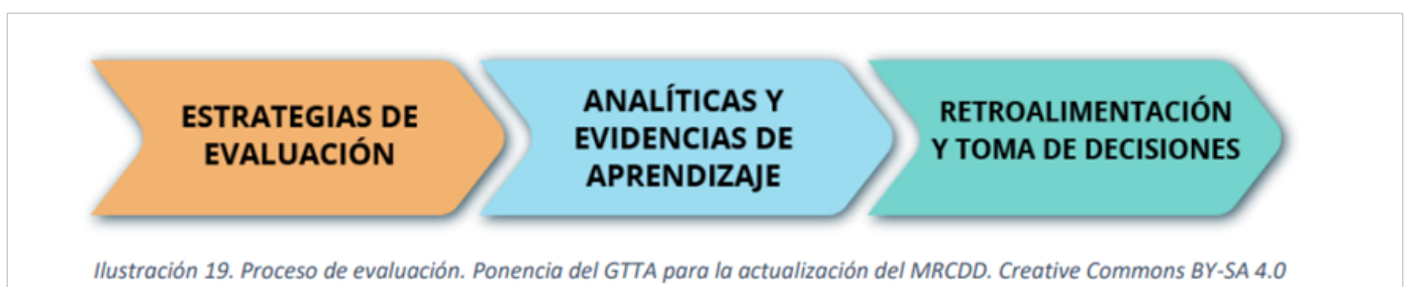 ESTRATEGIAS DE
EVALUACIÓN
ANALÍTICAS Y
EVIDENCIAS DE
APRENDIZAJE
RETROALIMENTACIÓN
Y TOMA DE DECISIONES
Ilustración 19. Proceso de evaluación. Ponencia del GTTA para la actualización del MRCDD. Creative Commons BY-SA 4.0